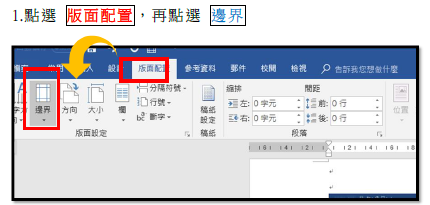 1.點選 版面配置，再點選 邊界
版面配置 參考資料 郵件 校閱 檢視 告訴我您想做什麼
邊界 方向 大小 欄
分隔符號
行號
斷字
版面設定
稿紙
設定
稿紙
縮排 間距
左: 0 字元 前: 0 行
右: 0 字元 後: 0 行
段落
位置